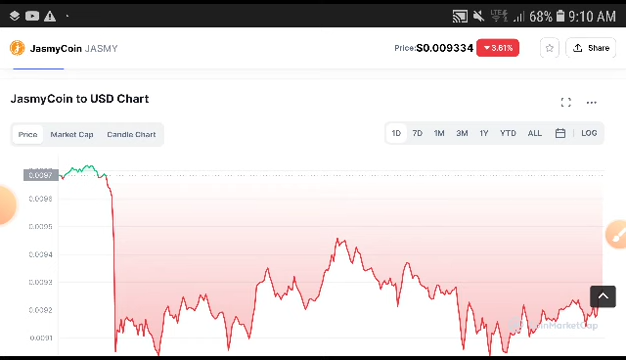 LTE 68% 9:10 AM
JasmyCoin JASMY Price: $0.009334 3.61% Share
JasmyCoin to USD Chart
Price Market Cap Candle Chart 1D 7D 1M 3M 1Y YTD ALL LOG
0.0097
0.0096
0.0095
0.0094
0.0093
0.0092
0.0091
CoinMarketCap